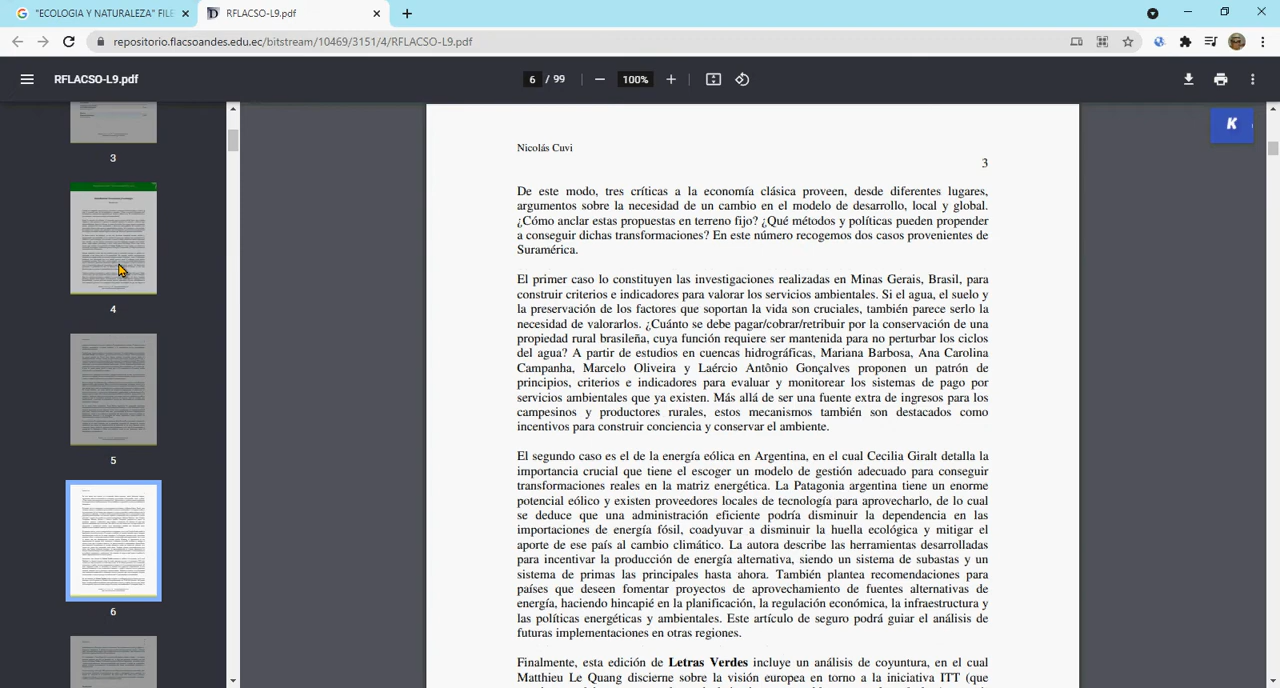 "ECOLOGIA Y NATURALEZA" FILE
RFLACSO-L9.pdf
repositorio.flacsoandes.edu.ec/bitstream/10469/3151/4/RFLACSO-L9.pdf
RFLACSO-L9.pdf
6 / 99
100%
3
4
5
6
K
Nicolás Cuvi
3
De este modo, tres críticas a la economía clásica proveen, desde diferentes lugares,
argumentos sobre la necesidad de un cambio en el modelo de desarrollo, local y global.
¿Cómo anclar estas propuestas en terreno fijo? ¿Qué métodos y políticas pueden propender
a conseguir dichas transformaciones? En este número recogemos dos casos provenientes de
Suramérica.
El primer caso lo constituyen las investigaciones realizadas en Minas Gerais, Brasil, para
construir criterios e indicadores para valorar los servicios ambientales. Si el agua, el suelo y
la preservación de los factores que soportan la vida son cruciales, también parece serlo la
necesidad de valorarlos. ¿Cuánto se debe pagar/cobrar/retribuir por la conservación de una
propiedad rural brasileña, cuya función requiere ser mantenida para no perturbar los ciclos
del agua? A partir de estudios en cuencas hidrográficas, Mariana Barbosa, Ana Carolina
Campanha, Marcelo Oliveira y Laércio Antônio Gonçalves proponen un patrón de
principios, criterios e indicadores para evaluar y monitorear los sistemas de pago por
servicios ambientales que ya existen. Más allá de ser una fuente extra de ingresos para los
campesinos y productores rurales, estos mecanismos también son destacados como
incentivos para construir conciencia y conservar el ambiente.
El segundo caso es el de la energía eólica en Argentina, en el cual Cecilia Giralt detalla la
importancia crucial que tiene el escoger un modelo de gestión adecuado para conseguir
transformaciones reales en la matriz energética. La Patagonia argentina tiene un enorme
potencial eólico y existen proveedores locales de tecnología para aprovecharlo, de lo cual
se deduce que una administración eficiente podría disminuir la dependencia en las
importaciones de energía fósil, coadyuvar a disminuir la huella ecológica y mitigar el
aporte de ese país al cambio climático. La autora describe las herramientas desarrolladas
para incentivar la producción de energía alternativa, siendo un sistema de subastas y un
sistema de primas las principales hasta ahora. También plantea recomendaciones para
países que deseen fomentar proyectos de aprovechamiento de fuentes alternativas de
energía, haciendo hincapié en la planificación, la regulación económica, la infraestructura y
las políticas energéticas y ambientales. Este artículo de seguro podrá guiar el análisis de
futuras implementaciones en otras regiones.
Finalmente, esta edición de Letras Verdes incluye un análisis de coyuntura, en el cual
Matthieu Le Quang discierne sobre la visión europea en torno a la iniciativa ITT (que